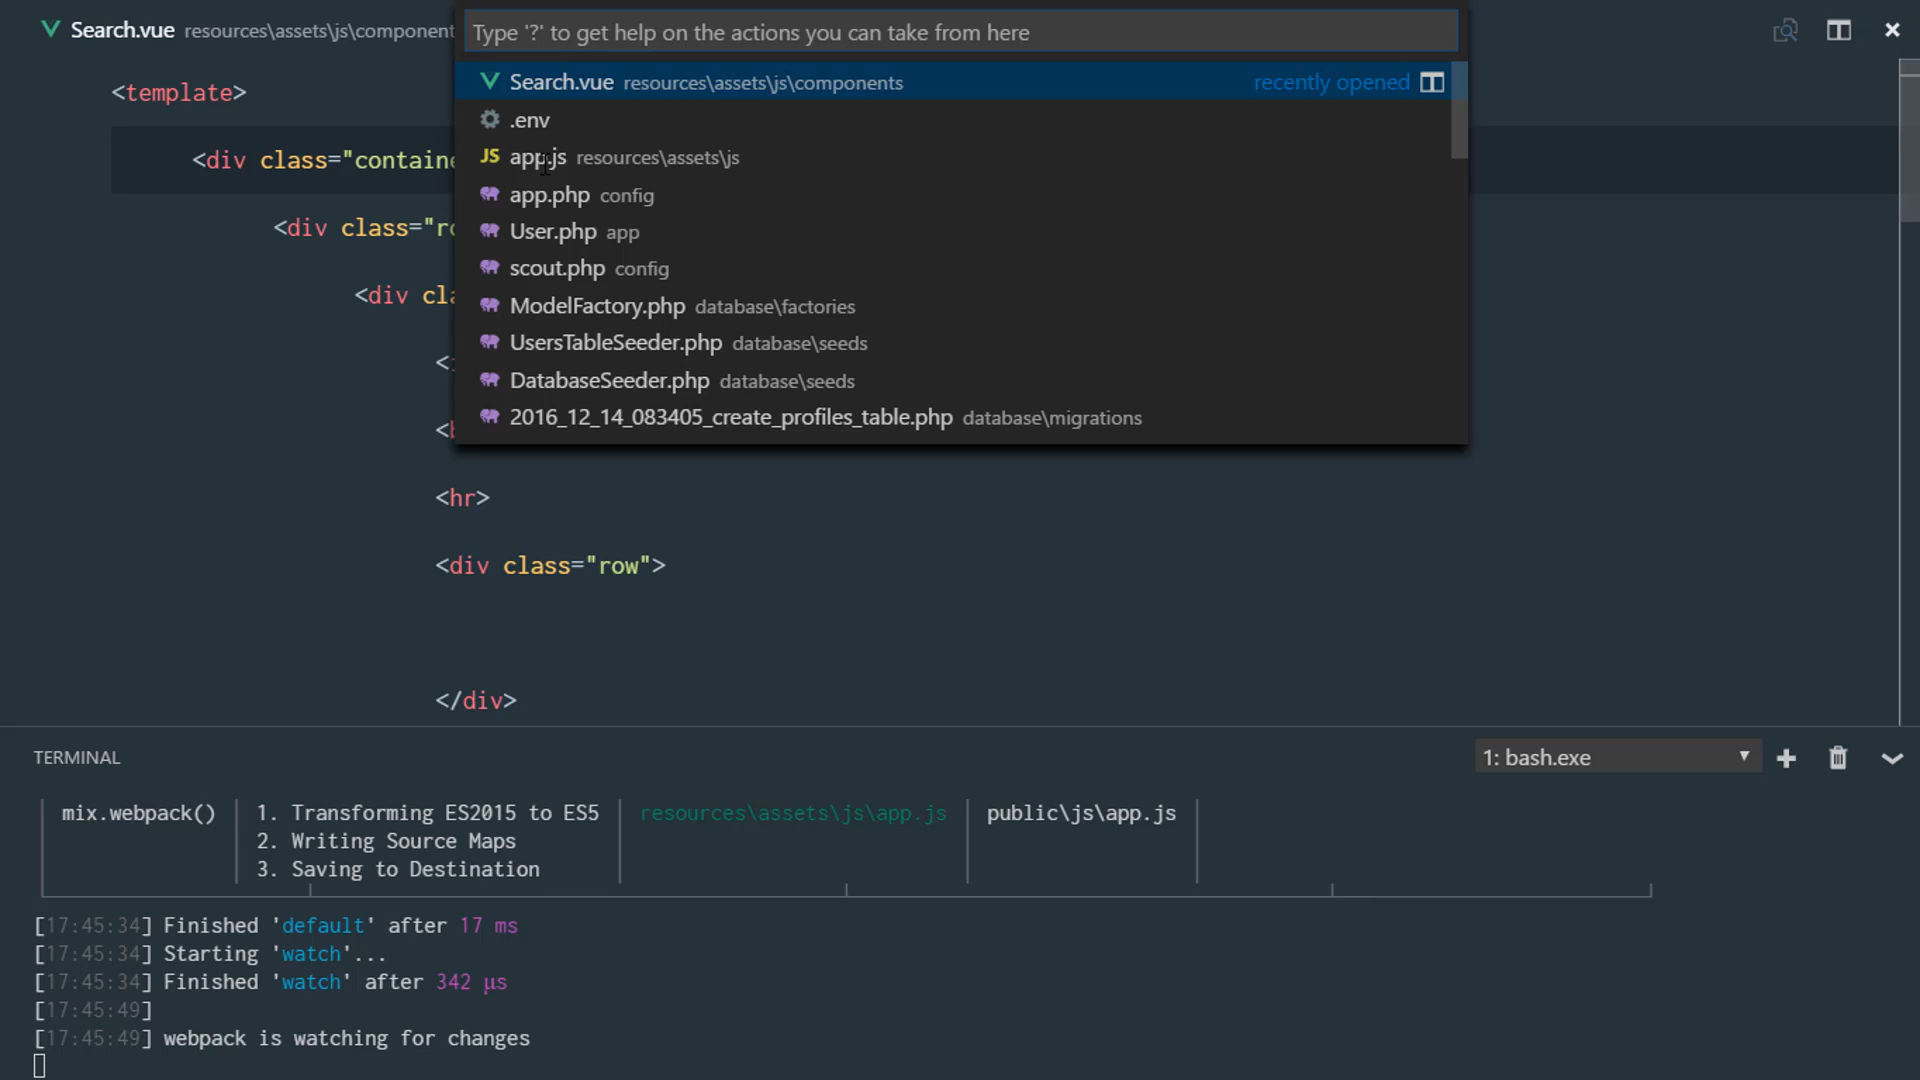 Search.vue resources\assets\js\component
Type '?' to get help on the actions you can take from here
Search.vue resources\assets\js\components recently opened
.env
JS app.js resources\assets\js
app.php config
User.php app
scout.php config
ModelFactory.php database\factories
UsersTableSeeder.php database\seeds
DatabaseSeeder.php database\seeds
2016_12_14_083405_create_profiles_table.php database\migrations
<template>
<div class="containe
<div class="ro
<div cla
<hr>
<div class="row">
</div>
TERMINAL
1: bash.exe
mix.webpack() 1. Transforming ES2015 to ES5 resources\assets\js\app.js public\js\app.js
2. Writing Source Maps
3. Saving to Destination
[17:45:34] Finished 'default' after 17 ms
[17:45:34] Starting 'watch'...
[17:45:34] Finished 'watch' after 342 μs
[17:45:49]
[17:45:49] webpack is watching for changes